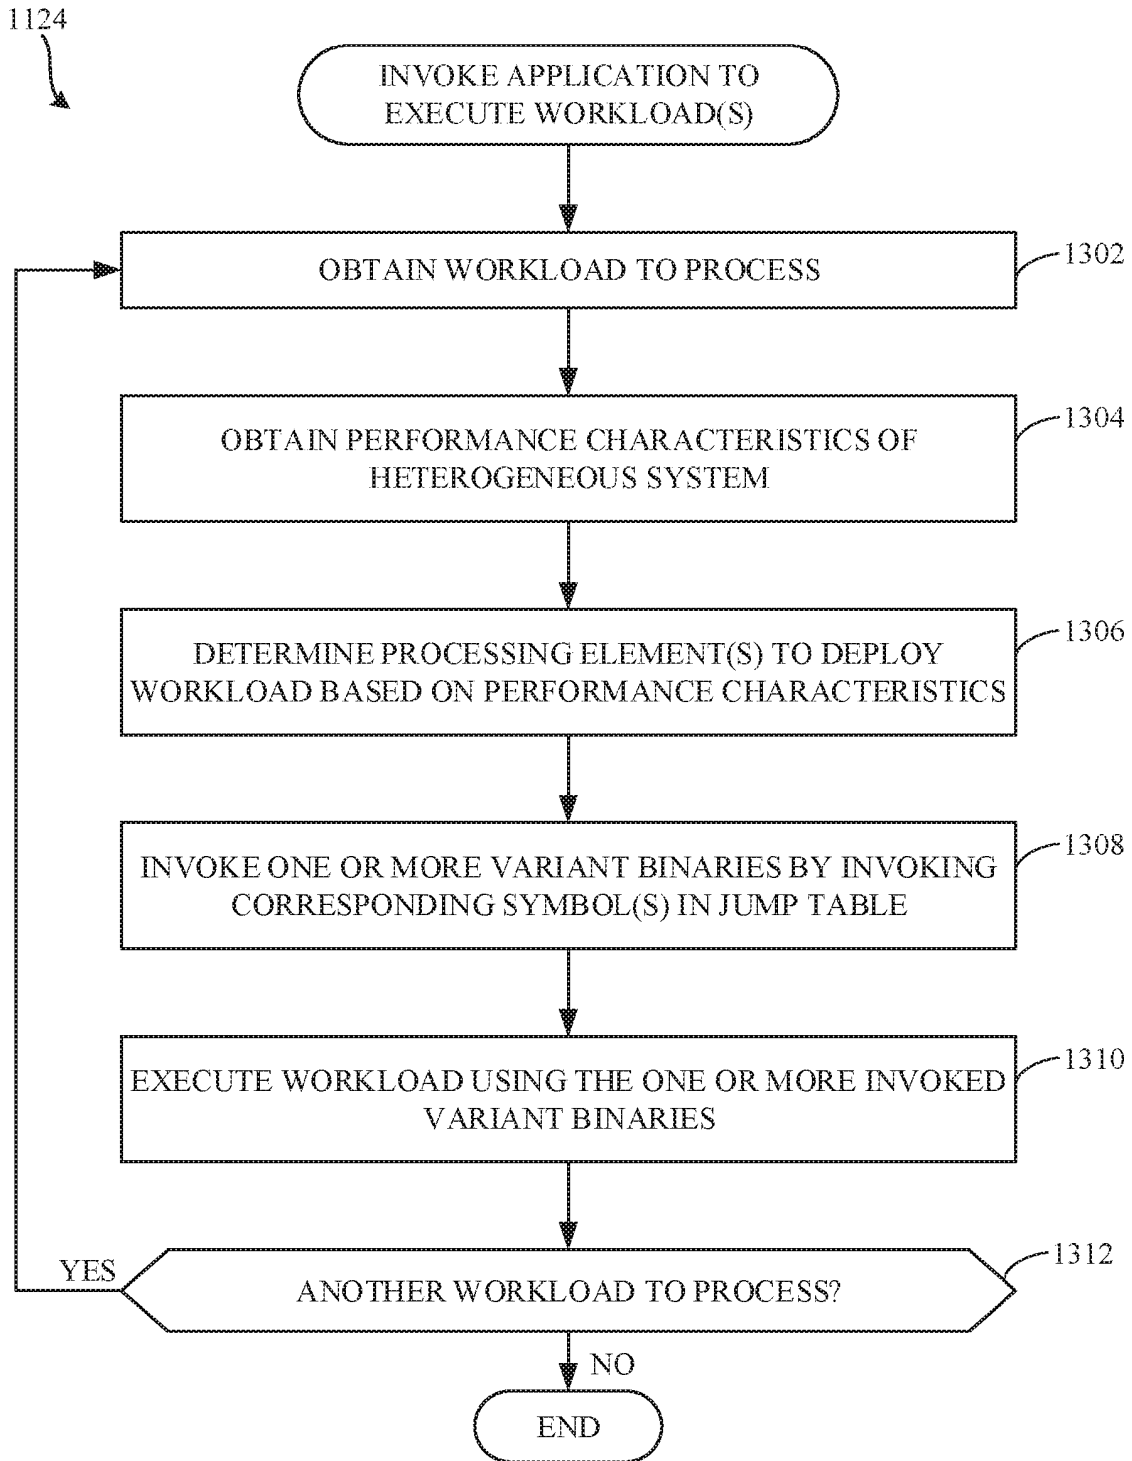 1124
INVOKE APPLICATION TO
EXECUTE WORKLOAD(S)
OBTAIN WORKLOAD TO PROCESS
1302
OBTAIN PERFORMANCE CHARACTERISTICS OF
HETEROGENEOUS SYSTEM
1304
DETERMINE PROCESSING ELEMENT(S) TO DEPLOY
WORKLOAD BASED ON PERFORMANCE CHARACTERISTICS
1306
INVOKE ONE OR MORE VARIANT BINARIES BY INVOKING
CORRESPONDING SYMBOL(S) IN JUMP TABLE
1308
EXECUTE WORKLOAD USING THE ONE OR MORE INVOKED
VARIANT BINARIES
1310
YES
ANOTHER WORKLOAD TO PROCESS?
1312
NO
END